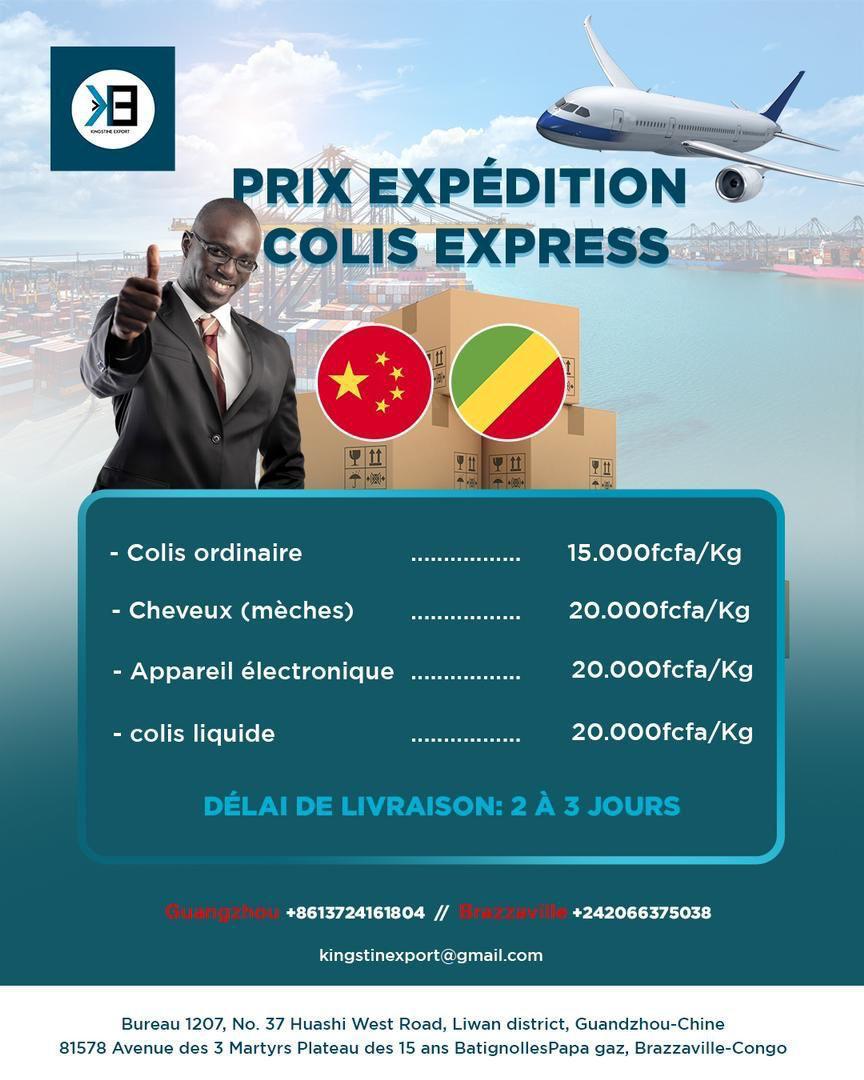 KB
KINGSTINE EXPORT
PRIX EXPÉDITION
COLIS EXPRESS
- Colis ordinaire ................. 15.000fcfa/Kg
- Cheveux (mèches) ................. 20.000fcfa/Kg
- Appareil électronique ................. 20.000fcfa/Kg
- colis liquide ................. 20.000fcfa/Kg
DÉLAI DE LIVRAISON: 2 À 3 JOURS
Guangzhou +8613724161804 // Brazzaville +242066375038
kingstinexport@gmail.com
Bureau 1207, No. 37 Huashi West Road, Liwan district, Guandzhou-Chine
81578 Avenue des 3 Martyrs Plateau des 15 ans BatignollesPapa gaz, Brazzaville-Congo